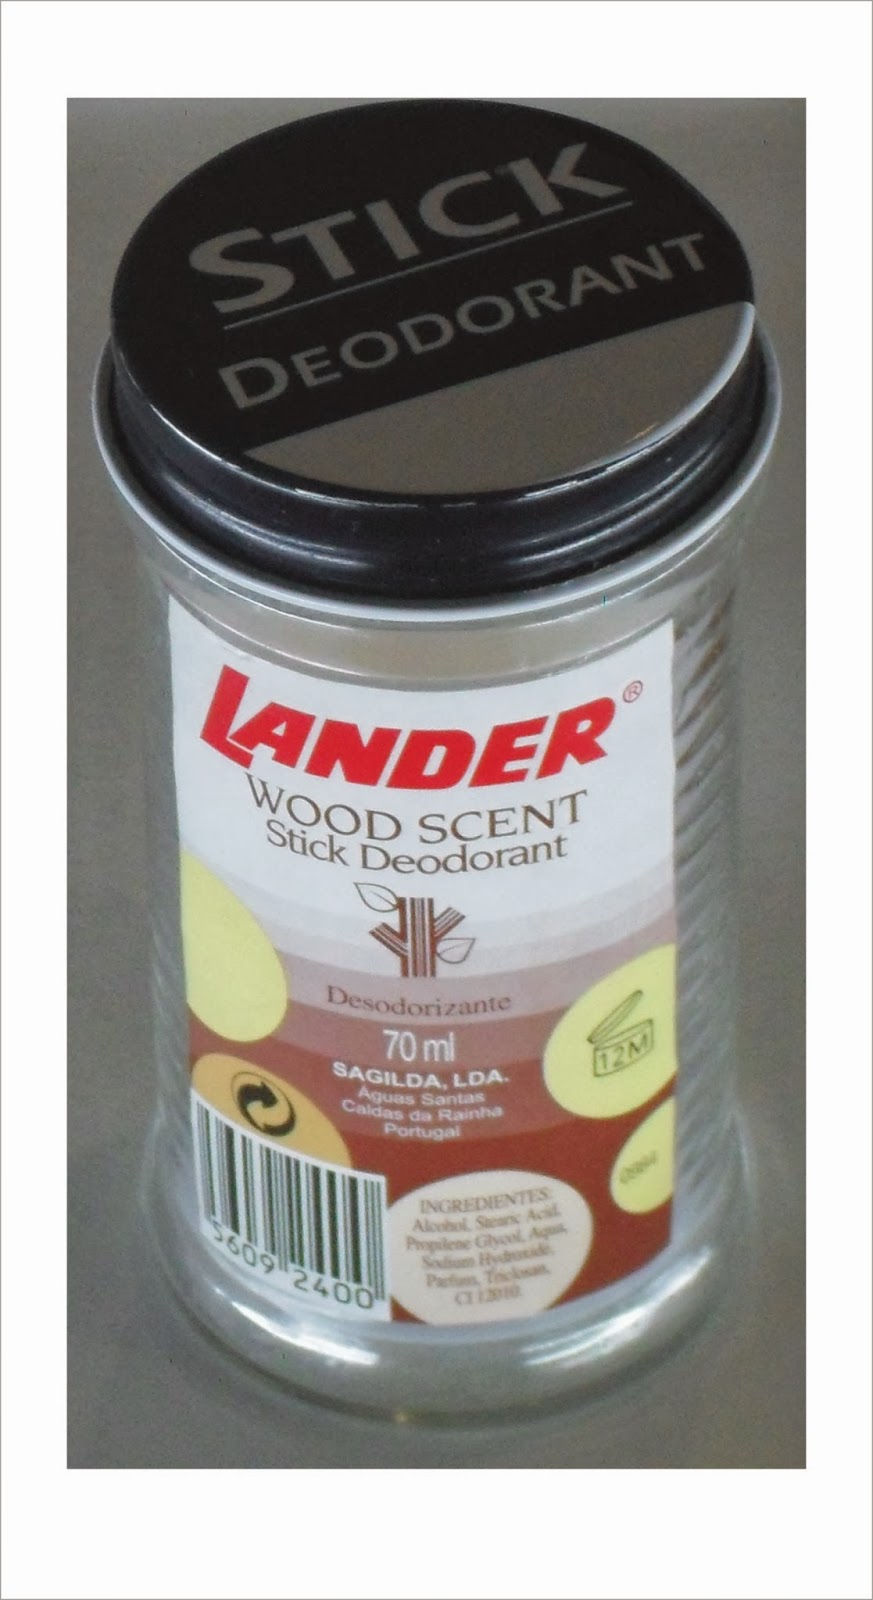 STICK
DEODORANT
LANDER®
WOOD SCENT
Stick Deodorant
Desodorizante
70 ml
SAGILDA, LDA.
Águas Santas
Caldas da Rainha
Portugal
12M
5609 2400
INGREDIENTES:
Alcohol, Stearic Acid,
Propilene Glycol, Aqua,
Sodium Hydroxide,
Parfum, Triclosan,
CI 12010.